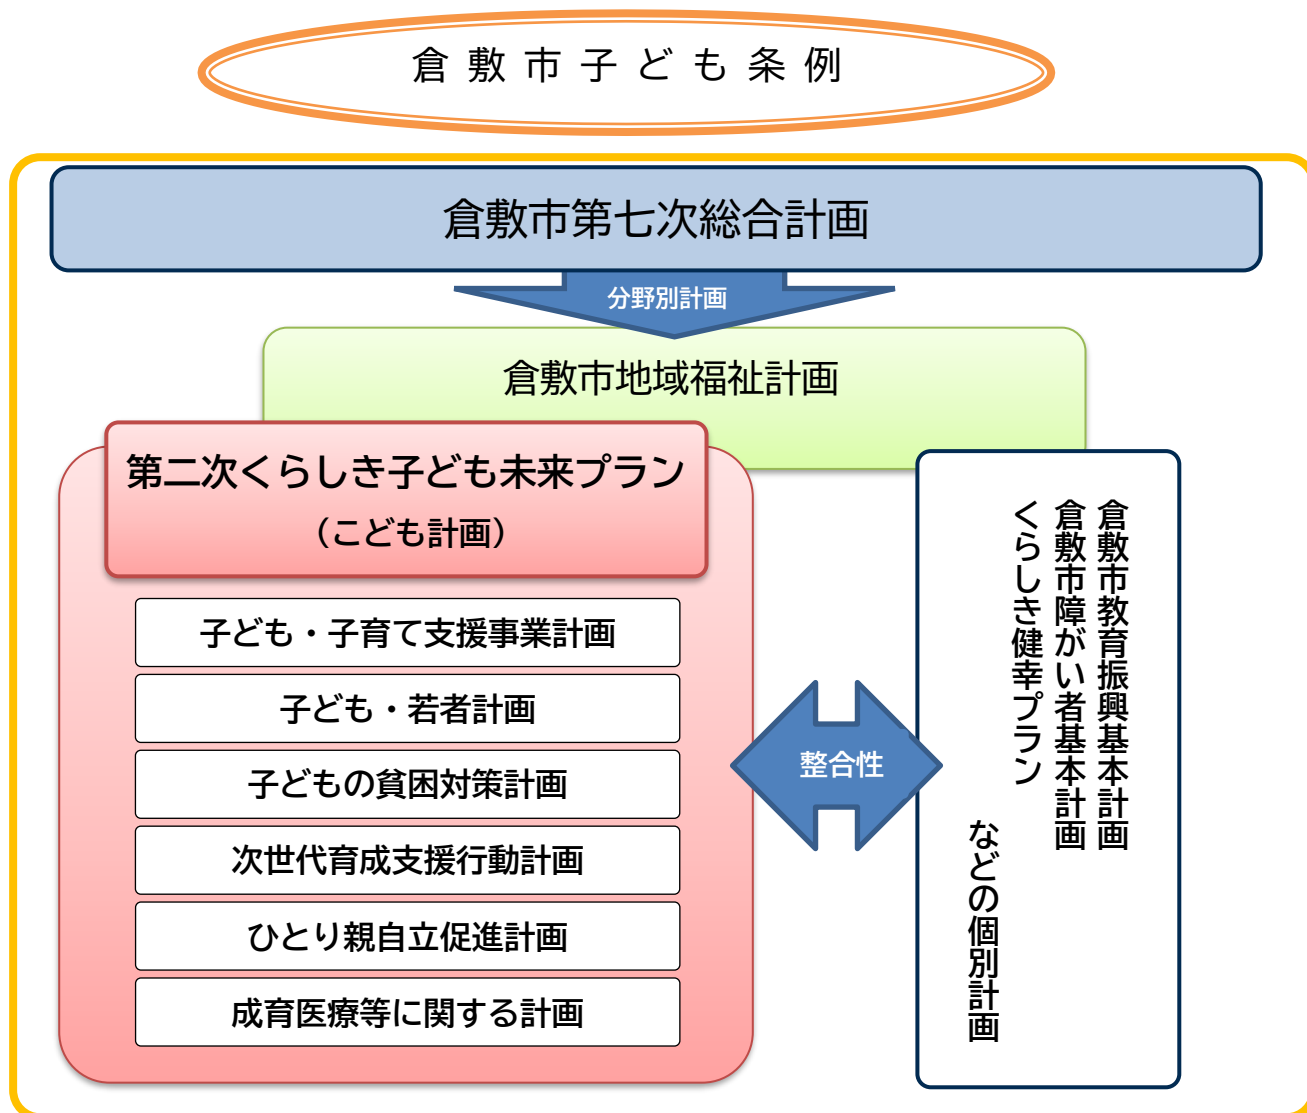 倉敷市子ども条例
倉敷市第七次総合計画
分野別計画
倉敷市地域福祉計画
第二次くらしき子ども未来プラン
（こども計画）
子ども・子育て支援事業計画
子ども・若者計画
子どもの貧困対策計画
次世代育成支援行動計画
ひとり親自立促進計画
成育医療等に関する計画
整合性
倉敷市教育振興基本計画
倉敷市障がい者基本計画
くらしき健幸プラン
などの個別計画